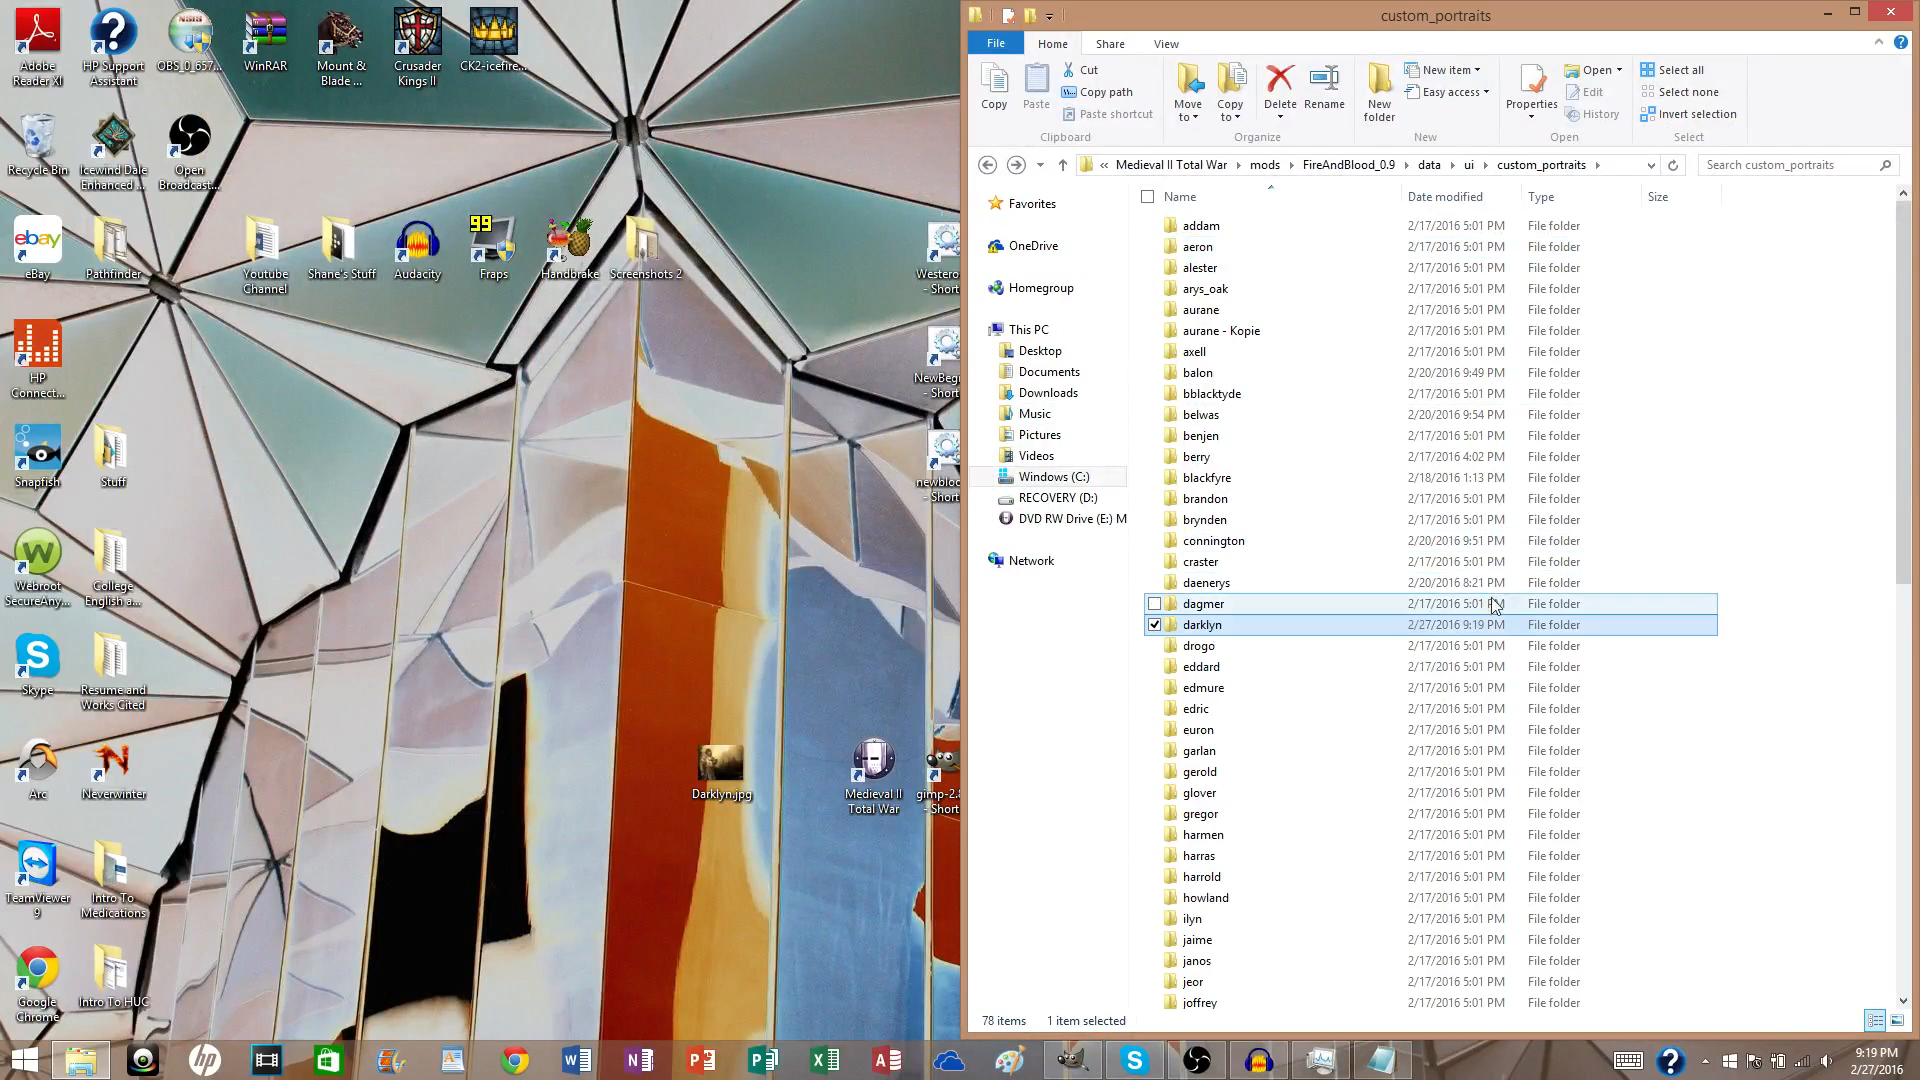 Adobe Reader XI
HP Support Assistant
OBS_0_657...
WinRAR
Mount & Blade ...
Crusader Kings II
CK2-icefire...
Recycle Bin
Icewind Dale Enhanced ...
Open Broadcast...
99
ebay
eBay
Pathfinder
Youtube Channel
Shane's Stuff
Audacity
Fraps
Handbrake
Screenshots 2
Westero
- Short
HP Connect...
NewBegi
- Short
Snapfish
Stuff
newbloo
- Short
Webroot SecureAny...
College English a...
Skype
Resume and Works Cited
Arc
Neverwinter
Darklyn.jpg
Medieval II Total War
gimp-2.8
- Short
TeamViewer 9
Intro To Medications
Google Chrome
Intro To HUC
custom_portraits
File
Home
Share
View
Copy
Paste
Cut
Copy path
Paste shortcut
Clipboard
Move to
Copy to
Delete
Rename
Organize
New folder
New item
Easy access
New
Properties
Open
Edit
History
Open
Select all
Select none
Invert selection
Select
« Medieval II Total War
mods
FireAndBlood_0.9
data
ui
custom_portraits
Search custom_portraits
Favorites
OneDrive
Homegroup
This PC
Desktop
Documents
Downloads
Music
Pictures
Videos
Windows (C:)
RECOVERY (D:)
DVD RW Drive (E:) M
Network
Name Date modified Type Size
addam 2/17/2016 5:01 PM File folder
aeron 2/17/2016 5:01 PM File folder
alester 2/17/2016 5:01 PM File folder
arys_oak 2/17/2016 5:01 PM File folder
aurane 2/17/2016 5:01 PM File folder
aurane - Kopie 2/17/2016 5:01 PM File folder
axell 2/17/2016 5:01 PM File folder
balon 2/20/2016 9:49 PM File folder
bblacktyde 2/17/2016 5:01 PM File folder
belwas 2/20/2016 9:54 PM File folder
benjen 2/17/2016 5:01 PM File folder
berry 2/17/2016 4:02 PM File folder
blackfyre 2/18/2016 1:13 PM File folder
brandon 2/17/2016 5:01 PM File folder
brynden 2/17/2016 5:01 PM File folder
connington 2/20/2016 9:51 PM File folder
craster 2/17/2016 5:01 PM File folder
daenerys 2/20/2016 8:21 PM File folder
dagmer 2/17/2016 5:01 PM File folder
darklyn 2/27/2016 9:19 PM File folder
drogo 2/17/2016 5:01 PM File folder
eddard 2/17/2016 5:01 PM File folder
edmure 2/17/2016 5:01 PM File folder
edric 2/17/2016 5:01 PM File folder
euron 2/17/2016 5:01 PM File folder
garlan 2/17/2016 5:01 PM File folder
gerold 2/17/2016 5:01 PM File folder
glover 2/17/2016 5:01 PM File folder
gregor 2/17/2016 5:01 PM File folder
harmen 2/17/2016 5:01 PM File folder
harras 2/17/2016 5:01 PM File folder
harrold 2/17/2016 5:01 PM File folder
howland 2/17/2016 5:01 PM File folder
ilyn 2/17/2016 5:01 PM File folder
jaime 2/17/2016 5:01 PM File folder
janos 2/17/2016 5:01 PM File folder
jeor 2/17/2016 5:01 PM File folder
joffrey 2/17/2016 5:01 PM File folder
78 items 1 item selected
9:19 PM
2/27/2016